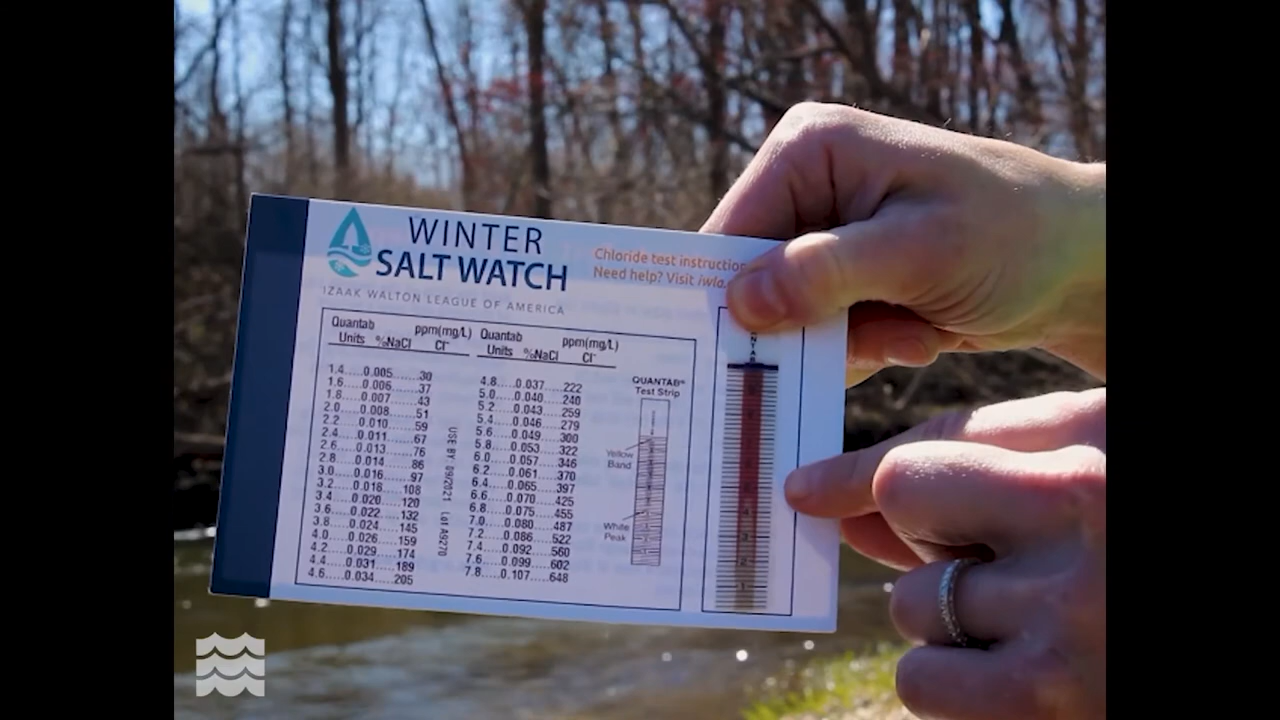 WINTER
SALT WATCH
IZAAK WALTON LEAGUE OF AMERICA
Chloride test instruction
Need help? Visit iwla.
Quantab Units %NaCl ppm(mg/L) Cl⁻
1.4.....0.005.....30
1.6.....0.006.....37
1.8.....0.007.....43
2.0.....0.008.....51
2.2.....0.010.....59
2.4.....0.011.....67
2.6.....0.013.....76
2.8.....0.014.....86
3.0.....0.016.....97
3.2.....0.018.....108
3.4.....0.020.....120
3.6.....0.022.....132
3.8.....0.024.....145
4.0.....0.026.....159
4.2.....0.029.....174
4.4.....0.031.....189
4.6.....0.034.....205
USE BY 09/2021 Lot A9270
Quantab Units %NaCl ppm(mg/L) Cl⁻
4.8.....0.037.....222
5.0.....0.040.....240
5.2.....0.043.....259
5.4.....0.046.....279
5.6.....0.049.....300
5.8.....0.053.....322
6.0.....0.057.....346
6.2.....0.061.....370
6.4.....0.065.....397
6.6.....0.070.....425
6.8.....0.075.....455
7.0.....0.080.....487
7.2.....0.086.....522
7.4.....0.092.....560
7.6.....0.099.....602
7.8.....0.107.....648
QUANTAB®
Test Strip
Yellow
Band
White
Peak
4
3
2
1